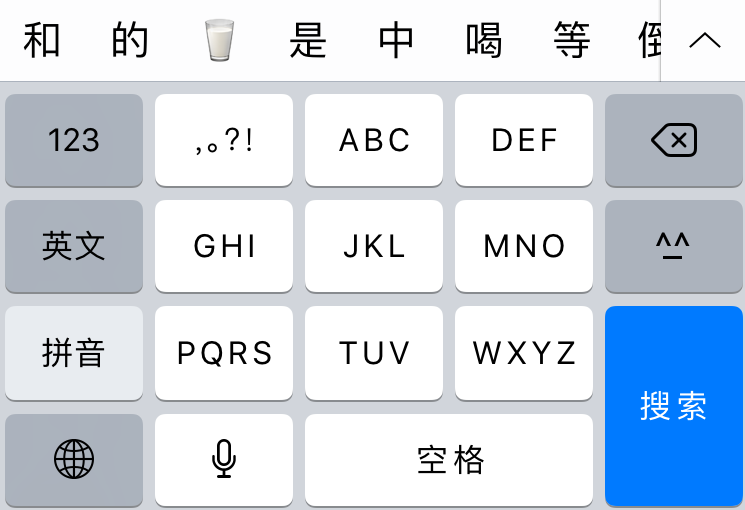 和 的 🥛 是 中 喝 等 倒
123 ,。?! ABC DEF
英文 GHI JKL MNO ^_^
拼音 PQRS TUV WXYZ 搜索
空格